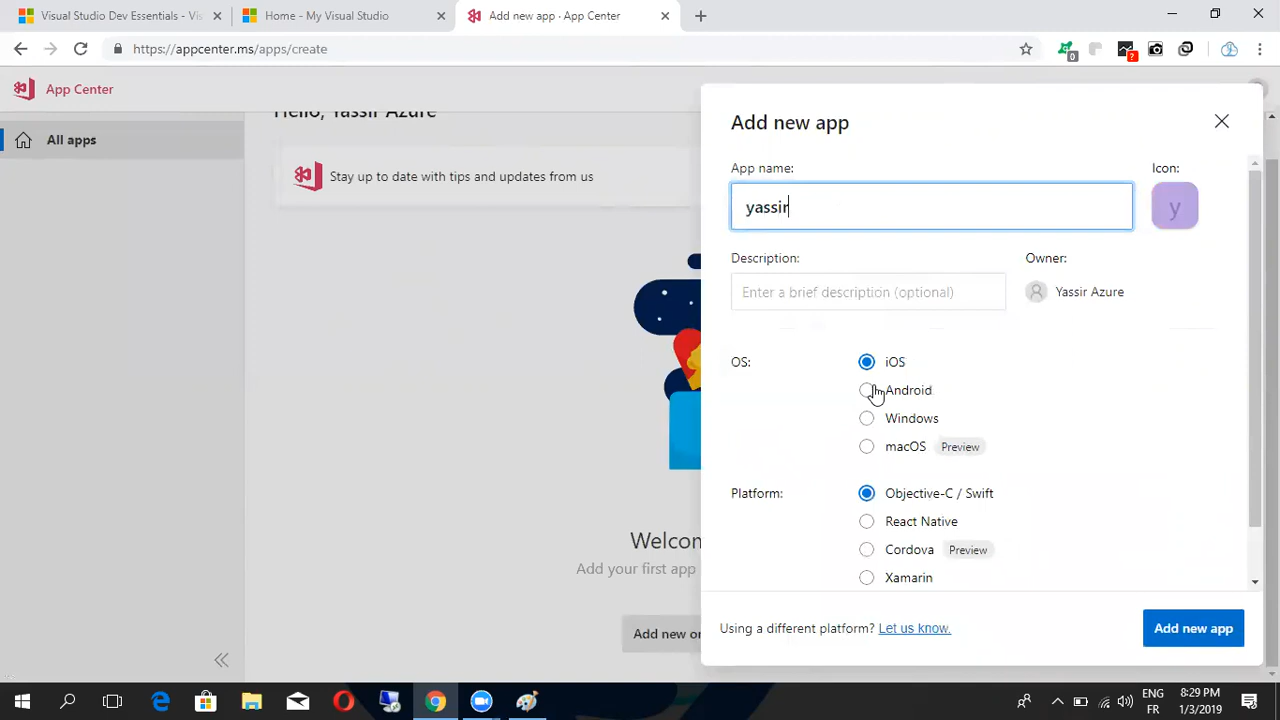 Visual Studio Dev Essentials - Vis
Home - My Visual Studio
Add new app · App Center
https://appcenter.ms/apps/create
0
?
App Center
Hello, Yassir Azure
All apps
Stay up to date with tips and updates from us
Add new app
App name:
Icon:
yassir
y
Description:
Owner:
Enter a brief description (optional)
Yassir Azure
OS:
iOS
Android
Windows
macOS
Preview
Platform:
Objective-C / Swift
React Native
Cordova
Preview
Xamarin
Welcom
Add your first app
Add new
Using a different platform? Let us know.
Add new app
ENG
FR
8:29 PM
1/3/2019